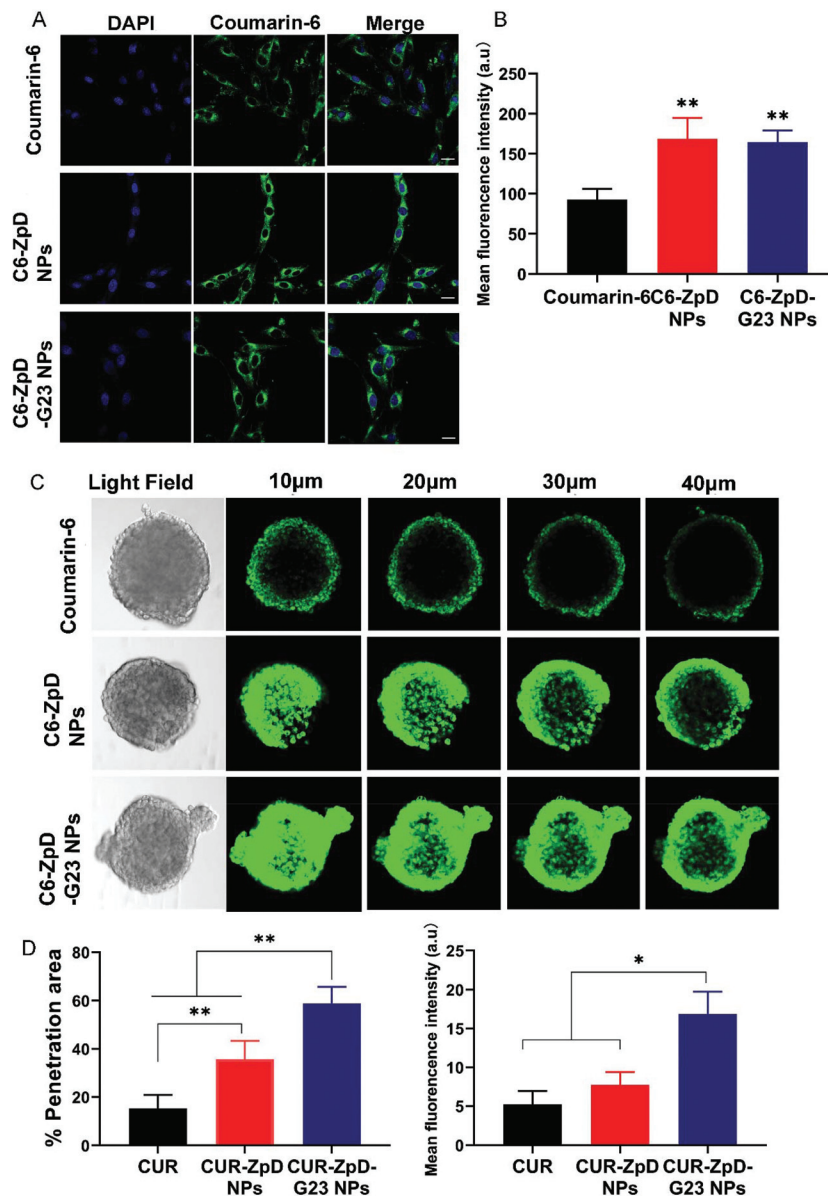 A
DAPI Coumarin-6 Merge
Coumarin-6
C6-ZpD
NPs
C6-ZpD
-G23 NPs
B
Mean fluorencence intensity (a.u)
250
200
150
100
50
0
**
**
Coumarin-6 C6-ZpD
NPs
C6-ZpD-
G23 NPs
C
Light Field 10μm 20μm 30μm 40μm
Coumarin-6
C6-ZpD
NPs
C6-ZpD
-G23 NPs
D
% Penetration area
80
60
40
20
0
**
**
CUR
CUR-ZpD
NPs
CUR-ZpD-
G23 NPs
Mean fluorescence intensity (a.u)
25
20
15
10
5
0
*
CUR
CUR-ZpD
NPs
CUR-ZpD-
G23 NPs